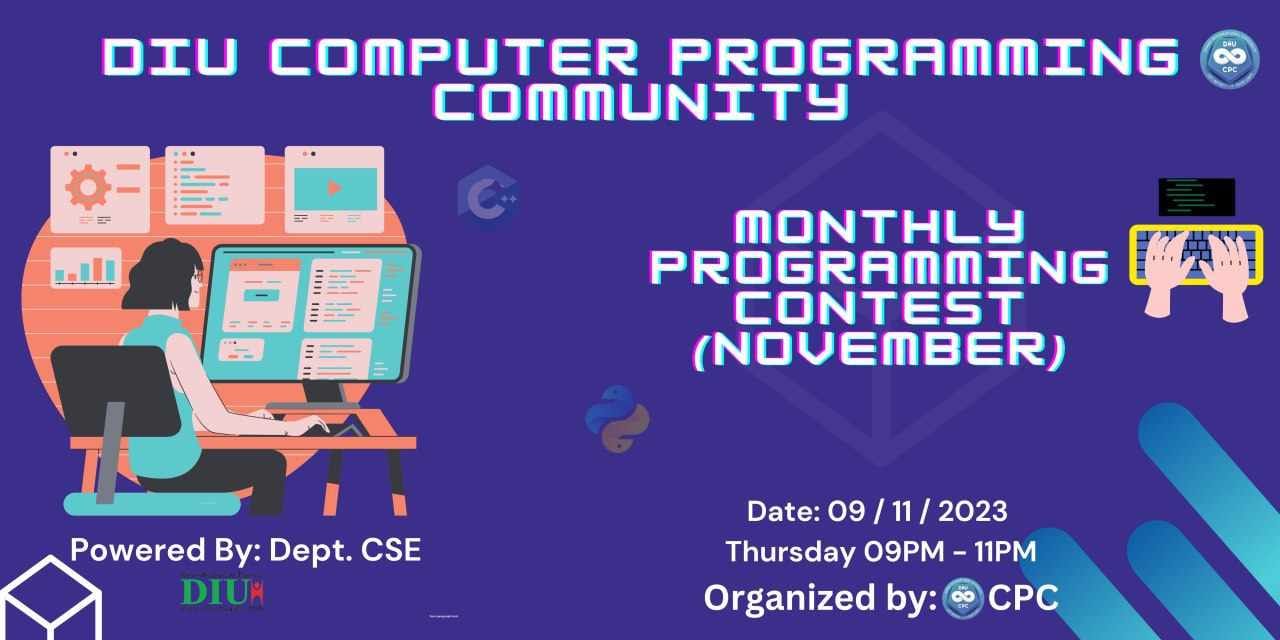 DIU COMPUTER PROGRAMMING
COMMUNITY
DIU
CPC
C++
MONTHLY
PROGRAMMING
CONTEST
(NOVEMBER)
Date: 09 / 11 / 2023
Thursday 09PM - 11PM
Organized by: CPC
Powered By: Dept. CSE
DIU